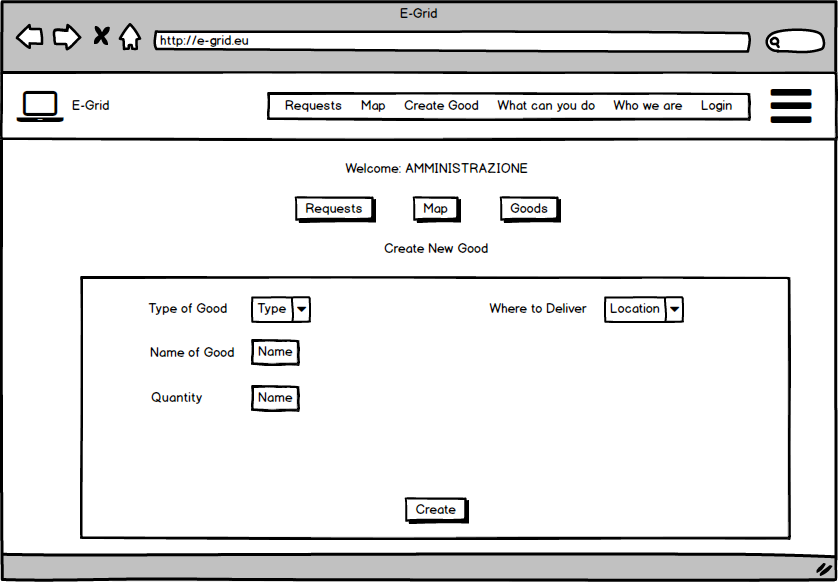 E-Grid
http://e-grid.eu
E-Grid
Requests Map Create Good What can you do Who we are Login
Welcome: AMMINISTRAZIONE
Requests Map Goods
Create New Good
Type of Good Type Where to Deliver Location
Name of Good Name
Quantity Name
Create